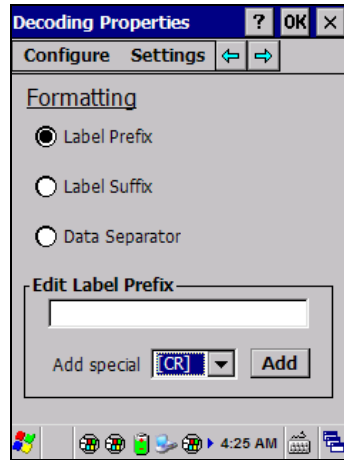 Decoding Properties ? OK ×
Configure Settings
Formatting
Label Prefix
Label Suffix
Data Separator
Edit Label Prefix
Add special [CR] Add
4:25 AM